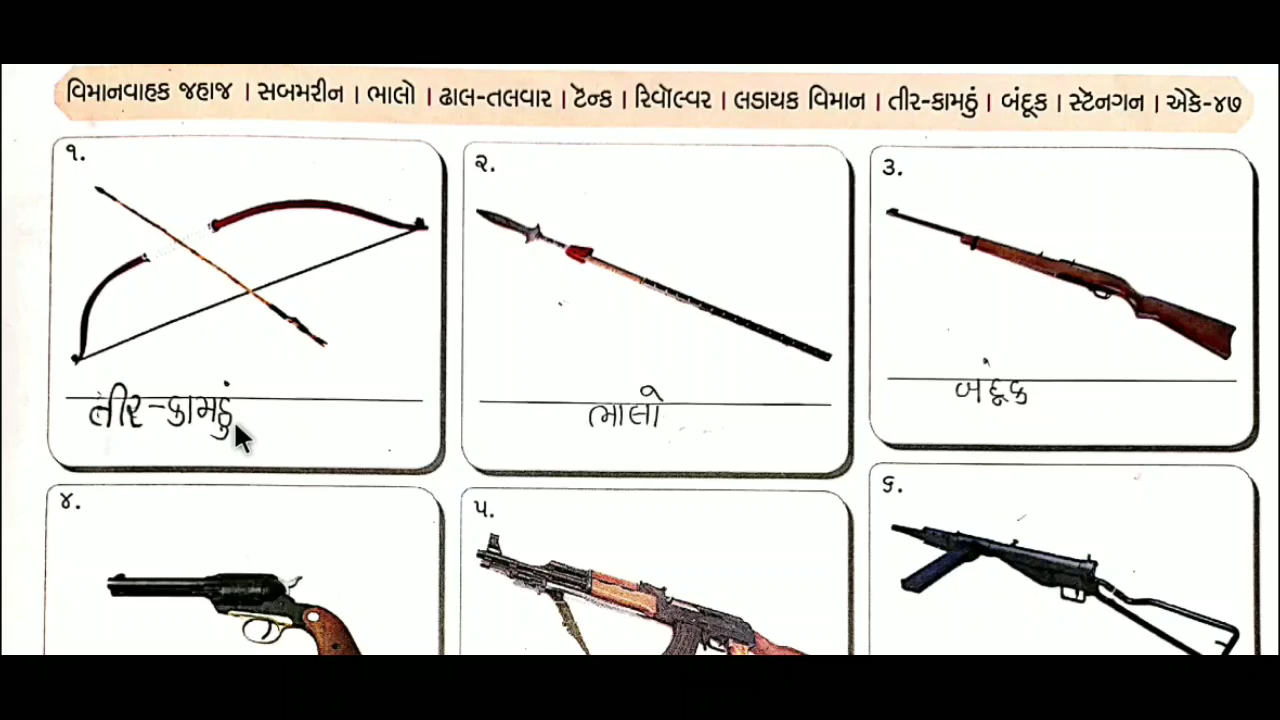 વિમાનવાહક જહાજ | સબમરીન | ભાલો | ઢાલ-તલવાર | ટૅન્ક | રિવૉલ્વર | લડાયક વિમાન | તીર-કામઠું | બંદૂક | સ્ટૅનગન | એકે-૪૭
૧.
૨.
૩.
તીર-કામઠું
ભાલો
બંદૂક
૪.
૫.
૬.